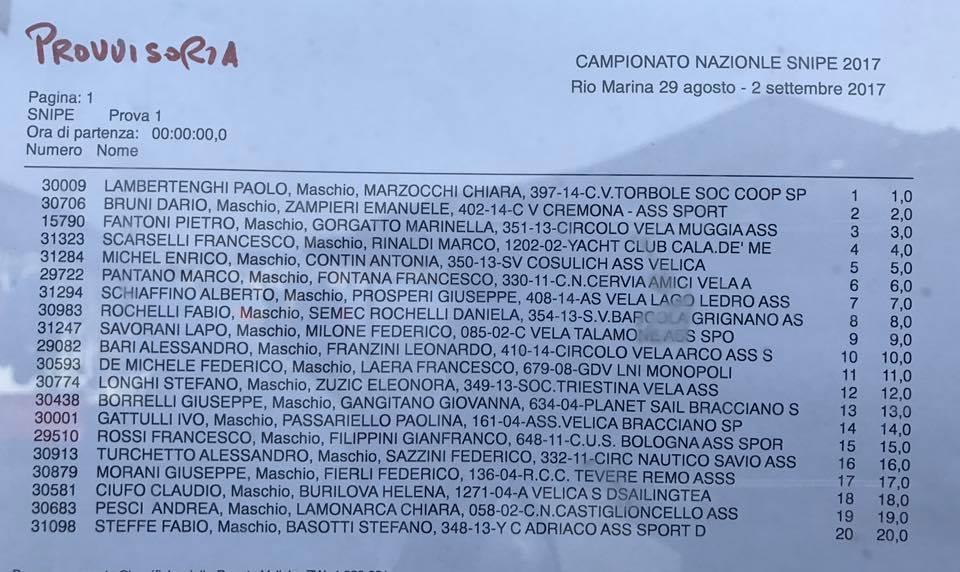 PROVVISORIA
CAMPIONATO NAZIONLE SNIPE 2017
Rio Marina 29 agosto - 2 settembre 2017
Pagina: 1
SNIPE Prova 1
Ora di partenza: 00:00:00,0
Numero Nome
30009 LAMBERTENGHI PAOLO, Maschio, MARZOCCHI CHIARA, 397-14-C.V.TORBOLE SOC COOP SP 1 1,0
30706 BRUNI DARIO, Maschio, ZAMPIERI EMANUELE, 402-14-C V CREMONA - ASS SPORT 2 2,0
15790 FANTONI PIETRO, Maschio, GORGATTO MARINELLA, 351-13-CIRCOLO VELA MUGGIA ASS 3 3,0
31323 SCARSELLI FRANCESCO, Maschio, RINALDI MARCO, 1202-02-YACHT CLUB CALA.DE' ME 4 4,0
31284 MICHEL ENRICO, Maschio, CONTIN ANTONIA, 350-13-SV COSULICH ASS VELICA 5 5,0
29722 PANTANO MARCO, Maschio, FONTANA FRANCESCO, 330-11-C.N.CERVIA AMICI VELA A 6 6,0
31294 SCHIAFFINO ALBERTO, Maschio, PROSPERI GIUSEPPE, 408-14-AS VELA LAGO LEDRO ASS 7 7,0
30983 ROCHELLI FABIO, Maschio, SEMEC ROCHELLI DANIELA, 354-13-S.V.BARCOLA GRIGNANO AS 8 8,0
31247 SAVORANI LAPO, Maschio, MILONE FEDERICO, 085-02-C VELA TALAMONE ASS SPO 9 9,0
29082 BARI ALESSANDRO, Maschio, FRANZINI LEONARDO, 410-14-CIRCOLO VELA ARCO ASS S 10 10,0
30593 DE MICHELE FEDERICO, Maschio, LAERA FRANCESCO, 679-08-GDV LNI MONOPOLI 11 11,0
30774 LONGHI STEFANO, Maschio, ZUZIC ELEONORA, 349-13-SOC.TRIESTINA VELA ASS 12 12,0
30438 BORRELLI GIUSEPPE, Maschio, GANGITANO GIOVANNA, 634-04-PLANET SAIL BRACCIANO S 13 13,0
30001 GATTULLI IVO, Maschio, PASSARIELLO PAOLINA, 161-04-ASS.VELICA BRACCIANO SP 14 14,0
29510 ROSSI FRANCESCO, Maschio, FILIPPINI GIANFRANCO, 648-11-C.U.S. BOLOGNA ASS SPOR 15 15,0
30913 TURCHETTO ALESSANDRO, Maschio, SAZZINI FEDERICO, 332-11-CIRC NAUTICO SAVIO ASS 16 16,0
30879 MORANI GIUSEPPE, Maschio, FIERLI FEDERICO, 136-04-R.C.C. TEVERE REMO ASSS 17 17,0
30581 CIUFO CLAUDIO, Maschio, BURILOVA HELENA, 1271-04-A VELICA S DSAILINGTEA 18 18,0
30683 PESCI ANDREA, Maschio, LAMONARCA CHIARA, 058-02-C.N.CASTIGLIONCELLO ASS 19 19,0
31098 STEFFE FABIO, Maschio, BASOTTI STEFANO, 348-13-Y C ADRIACO ASS SPORT D 20 20,0